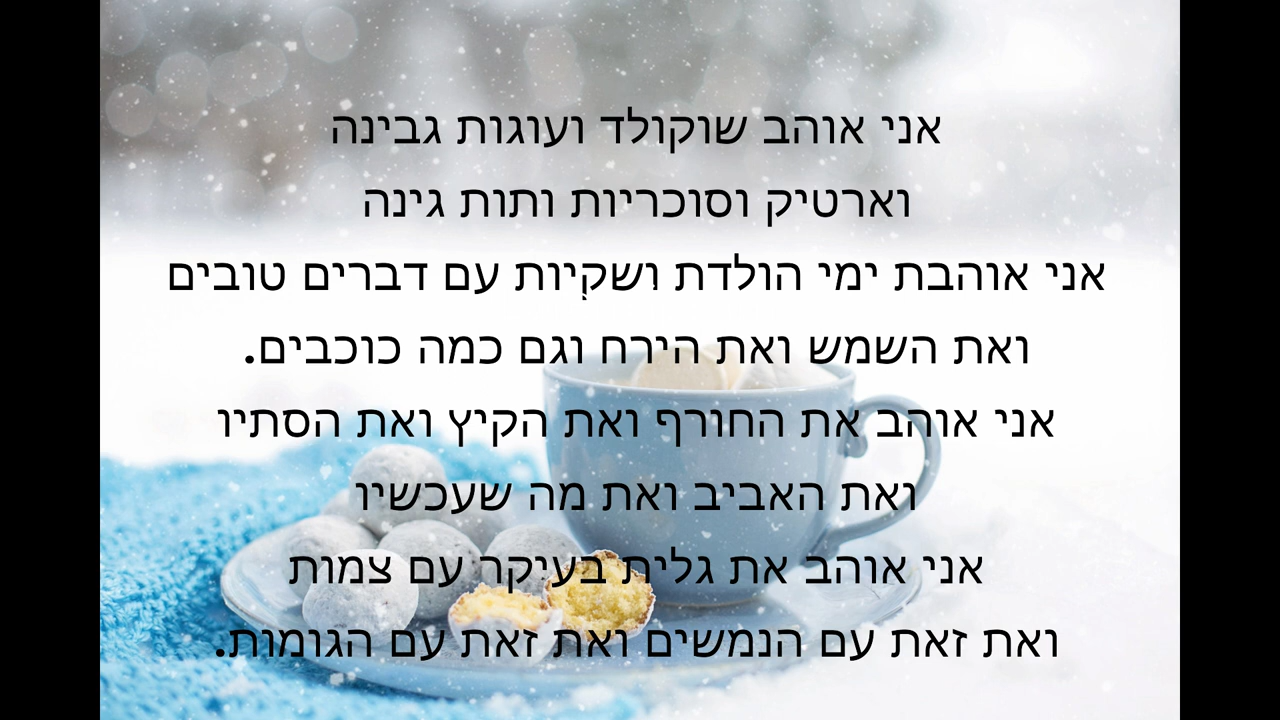 אני אוהב שוקולד ועוגות גבינה
וארטיק וסוכריות ותות גינה
אני אוהבת ימי הולדת ושקיות עם דברים טובים
ואת השמש ואת הירח וגם כמה כוכבים.
אני אוהב את החורף ואת הקיץ ואת הסתיו
ואת האביב ואת מה שעכשיו
אני אוהב את גלית בעיקר עם צמות
ואת זאת עם הנמשים ואת זאת עם הגומות.